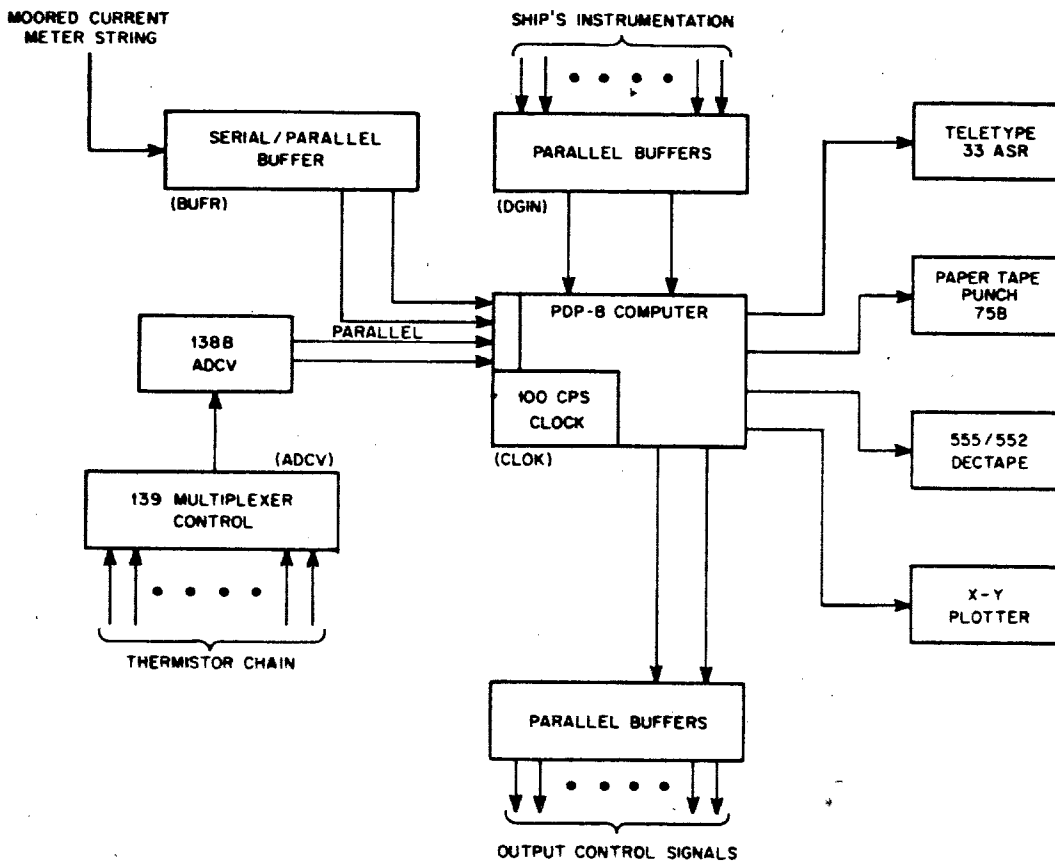 MOORED CURRENT
METER STRING
SHIP'S INSTRUMENTATION
SERIAL/PARALLEL
BUFFER
(BUFR)
PARALLEL BUFFERS
(DGIN)
TELETYPE
33 ASR
PAPER TAPE
PUNCH
75B
PDP-8 COMPUTER
PARALLEL
138B
ADCV
100 CPS
CLOCK
(CLOK)
555/552
DECTAPE
(ADCV)
139 MULTIPLEXER
CONTROL
THERMISTOR CHAIN
X-Y
PLOTTER
PARALLEL BUFFERS
OUTPUT CONTROL SIGNALS